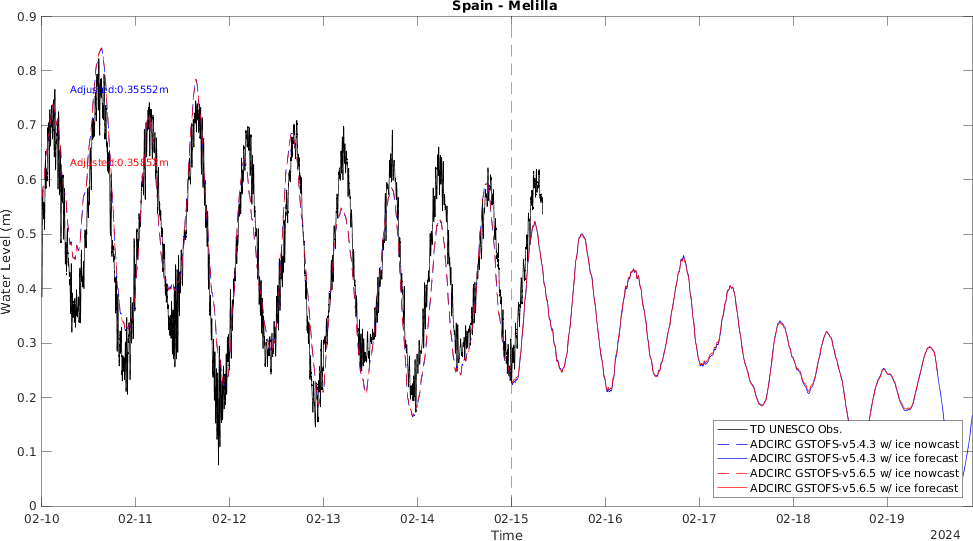 Spain - Melilla
0.9
0.8
0.7
0.6
0.5
0.4
0.3
0.2
0.1
0
Water Level (m)
Adjusted:0.35552m
02-10
02-11
02-12
02-13
02-14
02-15
02-16
02-17
02-18
02-19
Time
2024
TD UNESCO Obs.
ADCIRC GSTOFS-v5.4.3 w/ ice nowcast
ADCIRC GSTOFS-v5.4.3 w/ ice forecast
ADCIRC GSTOFS-v5.6.5 w/ ice nowcast
ADCIRC GSTOFS-v5.6.5 w/ ice forecast